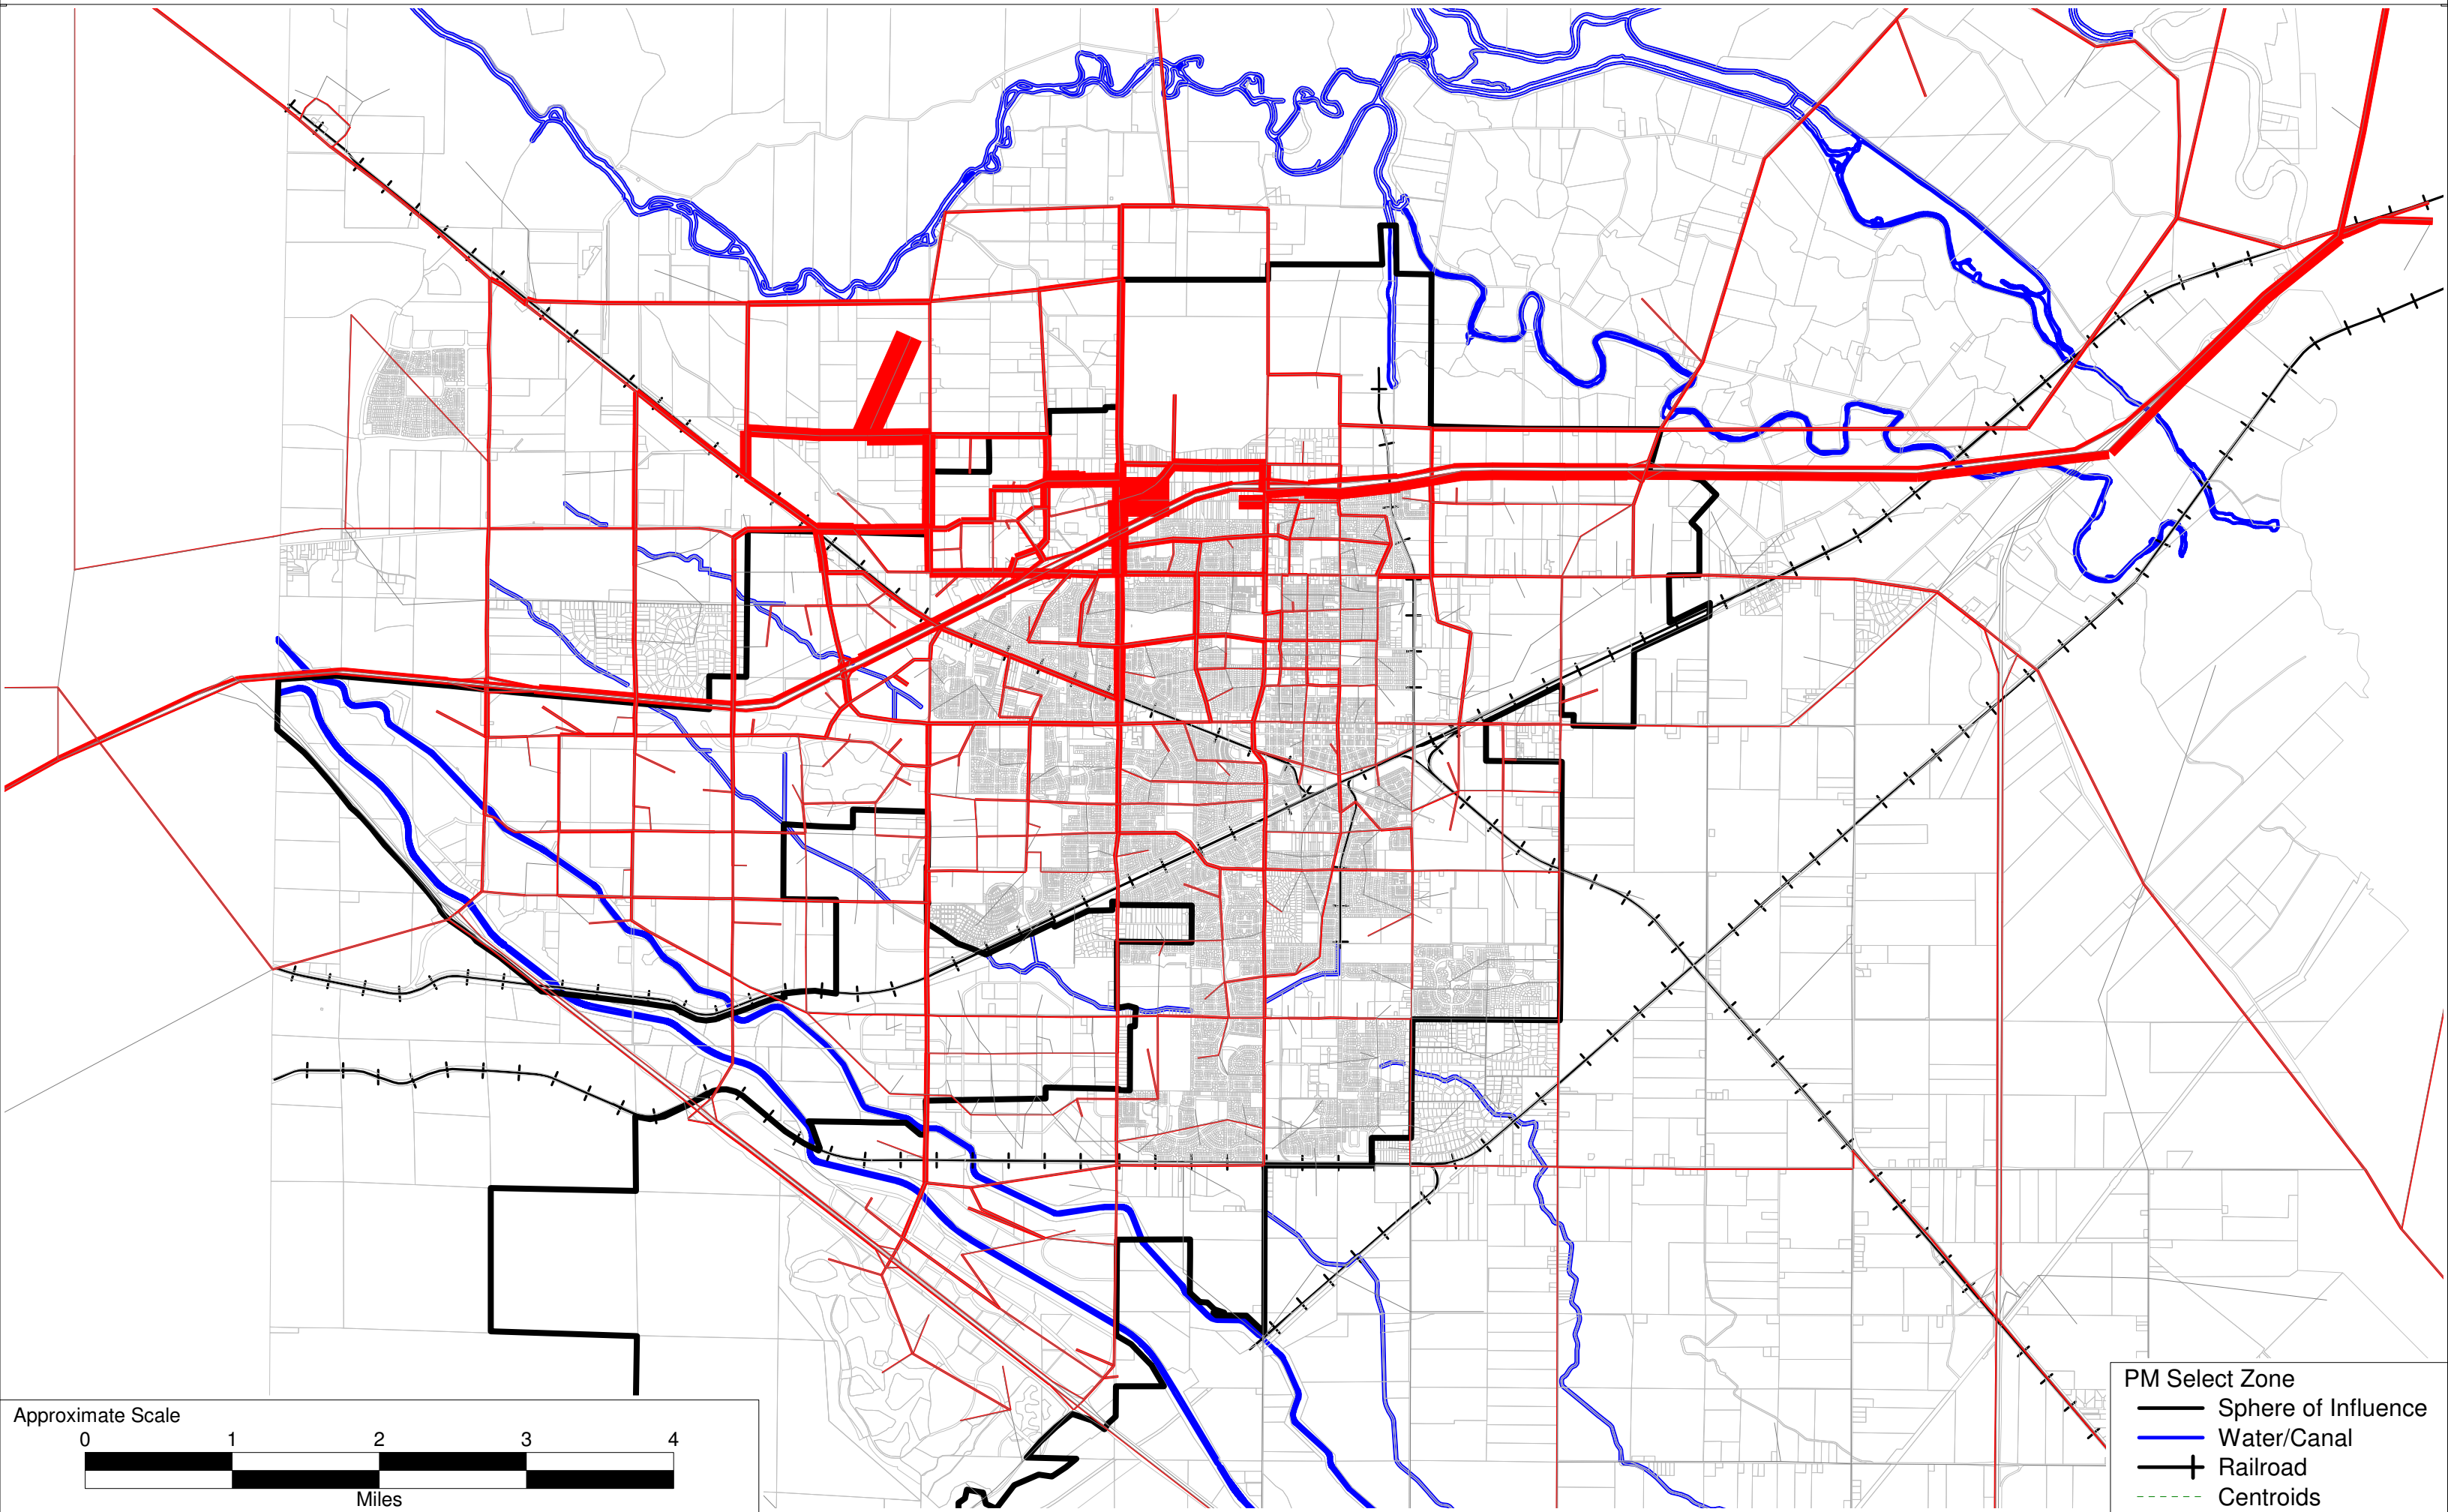 PM Select Zone
Sphere of Influence
Water/Canal
Railroad
Centroids
Approximate Scale
0 1 2 3 4
Miles